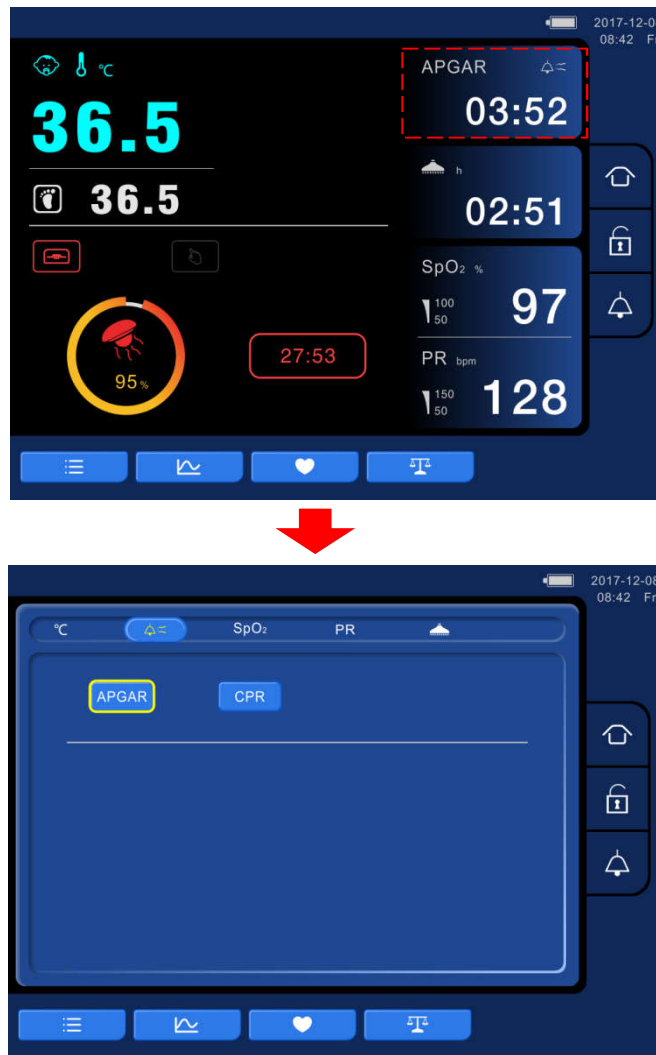 2017-12-0
08:42 Fr
℃
APGAR
36.5
03:52
h
36.5
02:51
SpO₂ %
100
50
97
95%
27:53
PR bpm
150
50
128
2017-12-08
08:42 Fr
℃
SpO₂
PR
APGAR
CPR